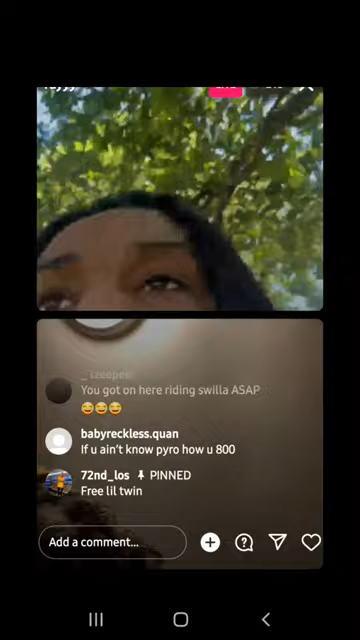 You got on here riding swilla ASAP
😂😂😂
babyreckless.quan
If u ain't know pyro how u 800
72nd_los 📌 PINNED
Free lil twin
Add a comment...